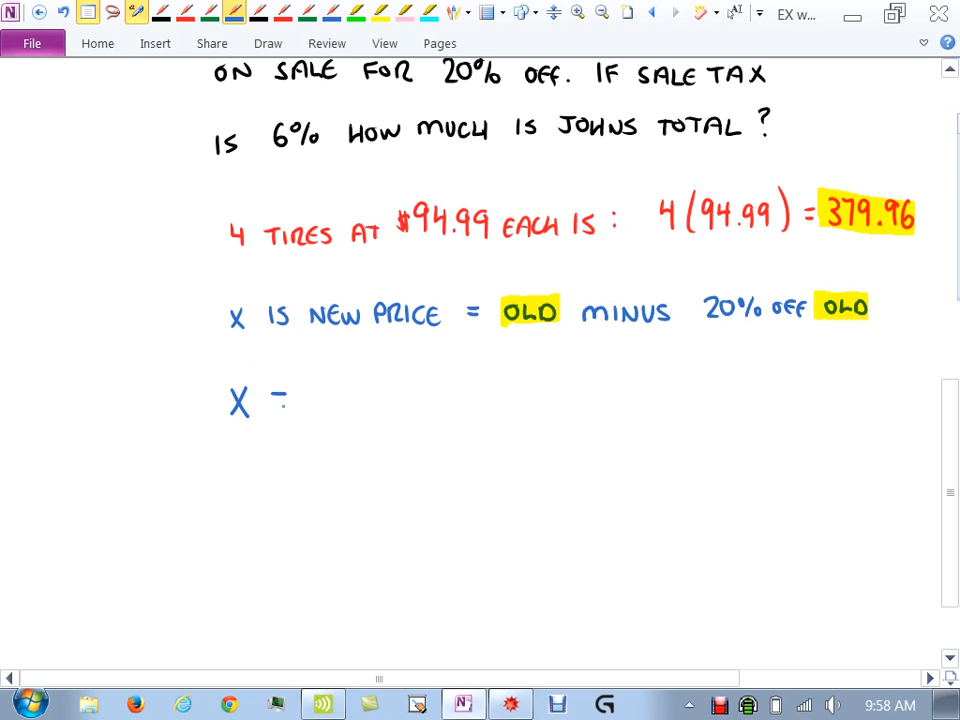 EX w...
File Home Insert Share Draw Review View Pages
ON SALE FOR 20% OFF. IF SALE TAX
IS 6% HOW MUCH IS JOHNS TOTAL?
4 TIRES AT $94.99 EACH IS: 4(94.99) = 379.96
X IS NEW PRICE = OLD MINUS 20% OFF OLD
X =
9:58 AM